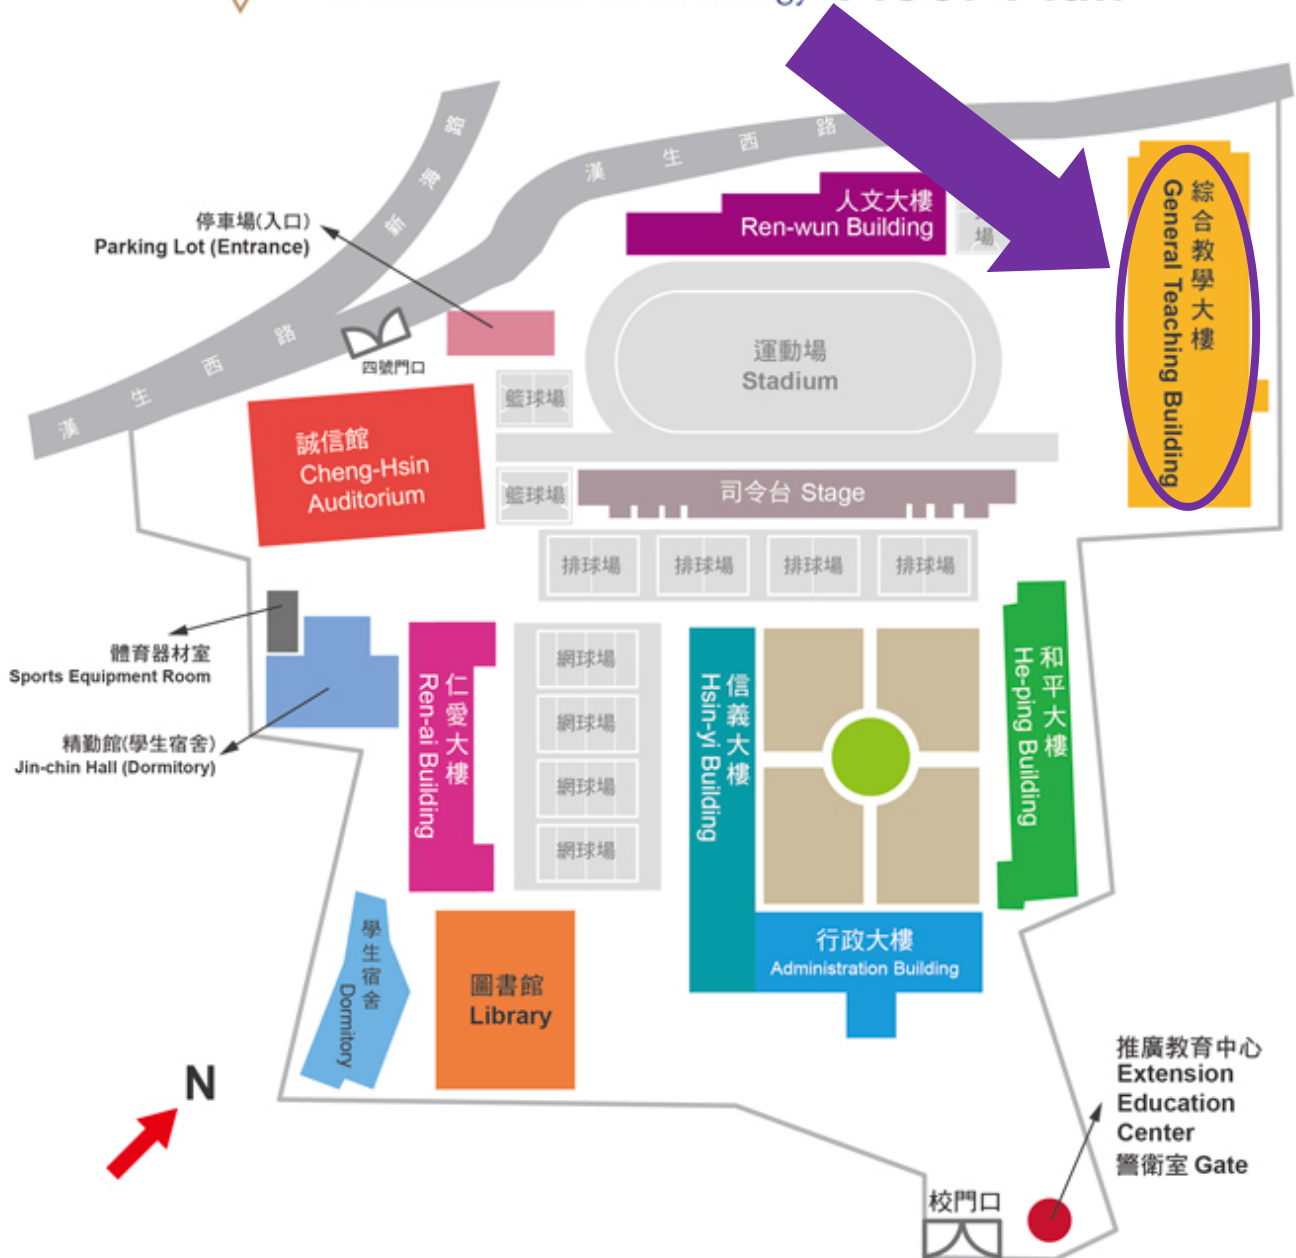 新海路
漢生西路
人文大樓
Ren-wun Building
停車場(入口)
Parking Lot (Entrance)
場
綜合教學大樓
General Teaching Building
漢生西路
四號門口
運動場
Stadium
籃球場
誠信館
Cheng-Hsin
Auditorium
籃球場
司令台 Stage
排球場
排球場
排球場
排球場
體育器材室
Sports Equipment Room
精勤館(學生宿舍)
Jin-chin Hall (Dormitory)
仁愛大樓
Ren-ai Building
網球場
網球場
網球場
網球場
信義大樓
Hsin-yi Building
和平大樓
He-ping Building
行政大樓
Administration Building
學生宿舍
Dormitory
圖書館
Library
N
推廣教育中心
Extension
Education
Center
警衛室 Gate
校門口